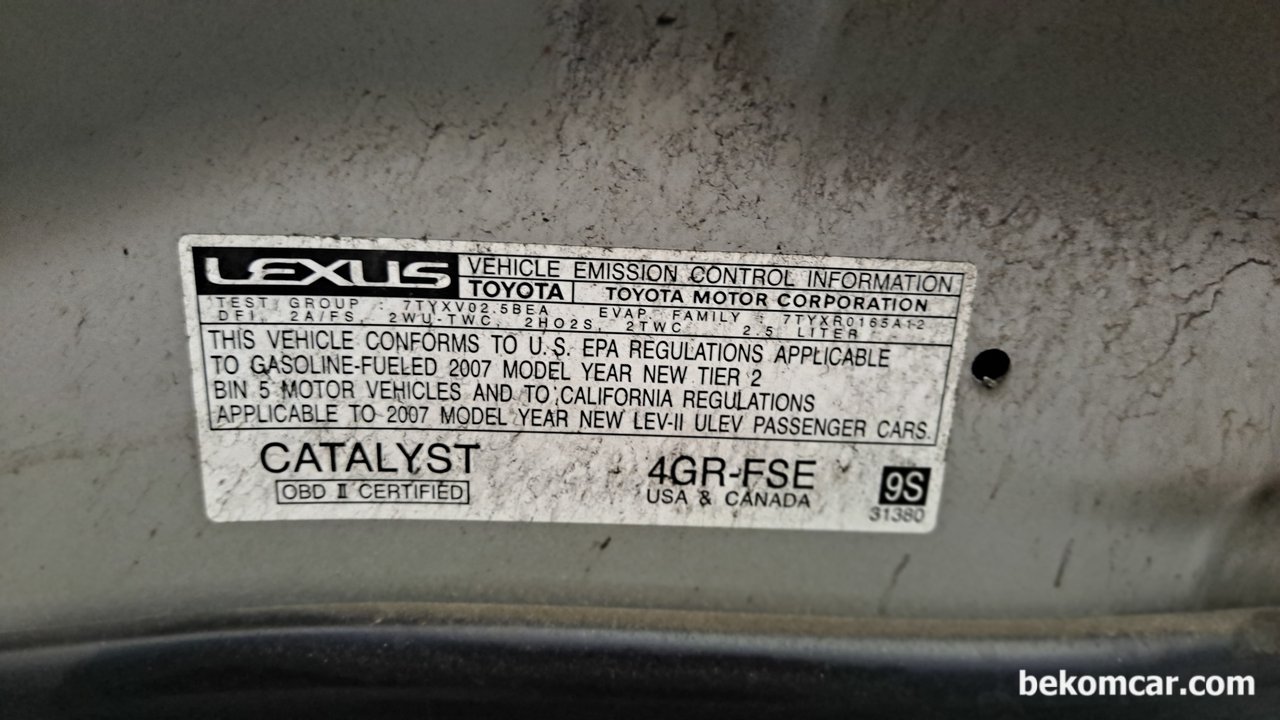 LEXUS VEHICLE EMISSION CONTROL INFORMATION
TOYOTA TOYOTA MOTOR CORPORATION
TEST GROUP : 7TYXV02.5BEA EVAP. FAMILY : 7TYXR0165A12
DFI, 2A/FS, 2WU-TWC, 2HO2S, 2TWC 2.5 LITER
THIS VEHICLE CONFORMS TO U.S. EPA REGULATIONS APPLICABLE
TO GASOLINE-FUELED 2007 MODEL YEAR NEW TIER 2
BIN 5 MOTOR VEHICLES AND TO CALIFORNIA REGULATIONS
APPLICABLE TO 2007 MODEL YEAR NEW LEV-II ULEV PASSENGER CARS.
CATALYST 4GR-FSE 9S
OBD II CERTIFIED USA & CANADA 31380
bekomcar.com